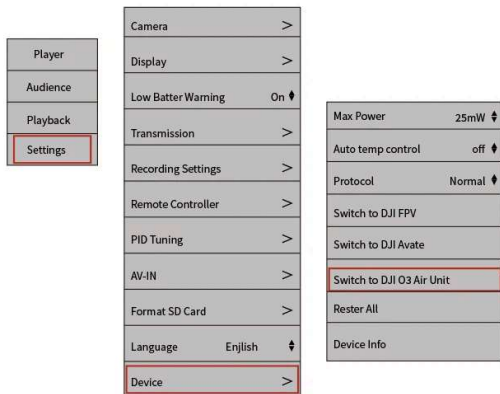 Player
Audience
Playback
Settings
Camera >
Display >
Low Batter Warning On
Transmission >
Recording Settings >
Remote Controller >
PID Tuning >
AV-IN >
Format SD Card >
Language Enjlish
Device >
Max Power 25mW
Auto temp control off
Protocol Normal
Switch to DJI FPV
Switch to DJI Avate
Switch to DJI O3 Air Unit
Rester All
Device Info